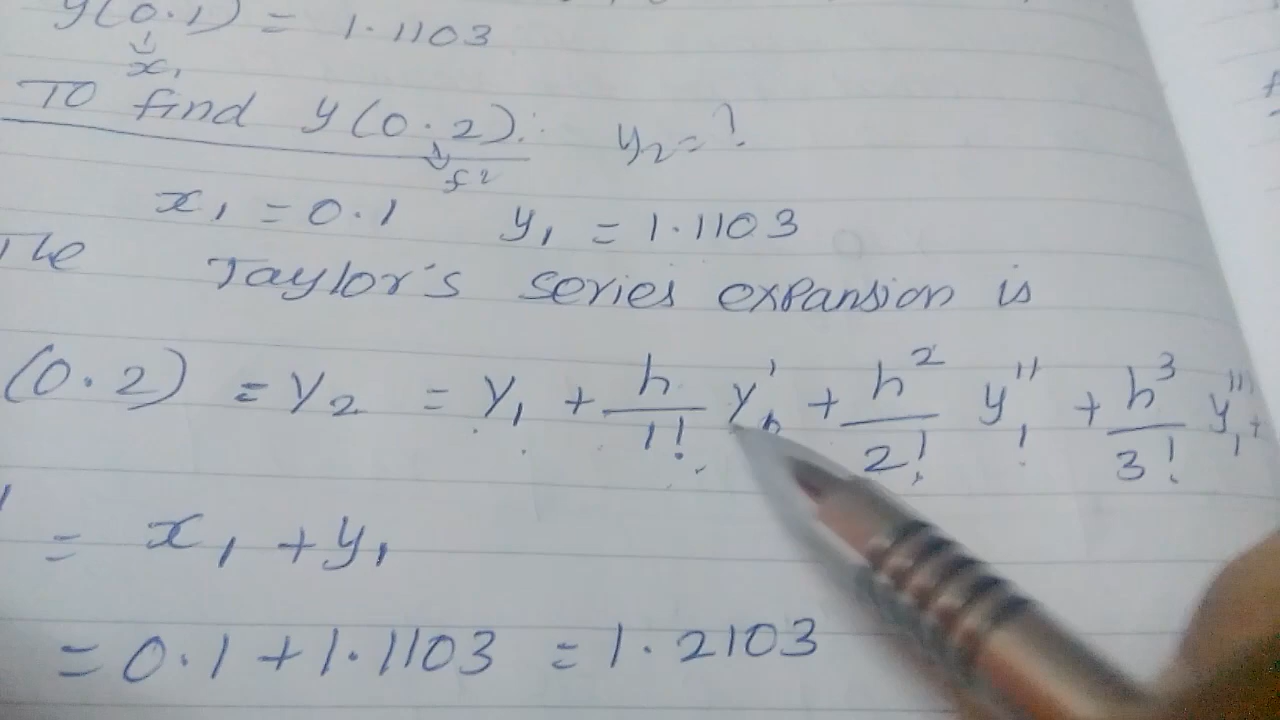 y(0.1) = 1.1103
x₁
To find y(0.2): y₂=?
x₁ = 0.1 y₁ = 1.1103
The Taylor's series expansion is
(0.2) = y₂ = y₁ + h/1! y' + h²/2! y₁'' + h³/3! y₁''' +
= x₁ + y₁
= 0.1 + 1.1103 = 1.2103